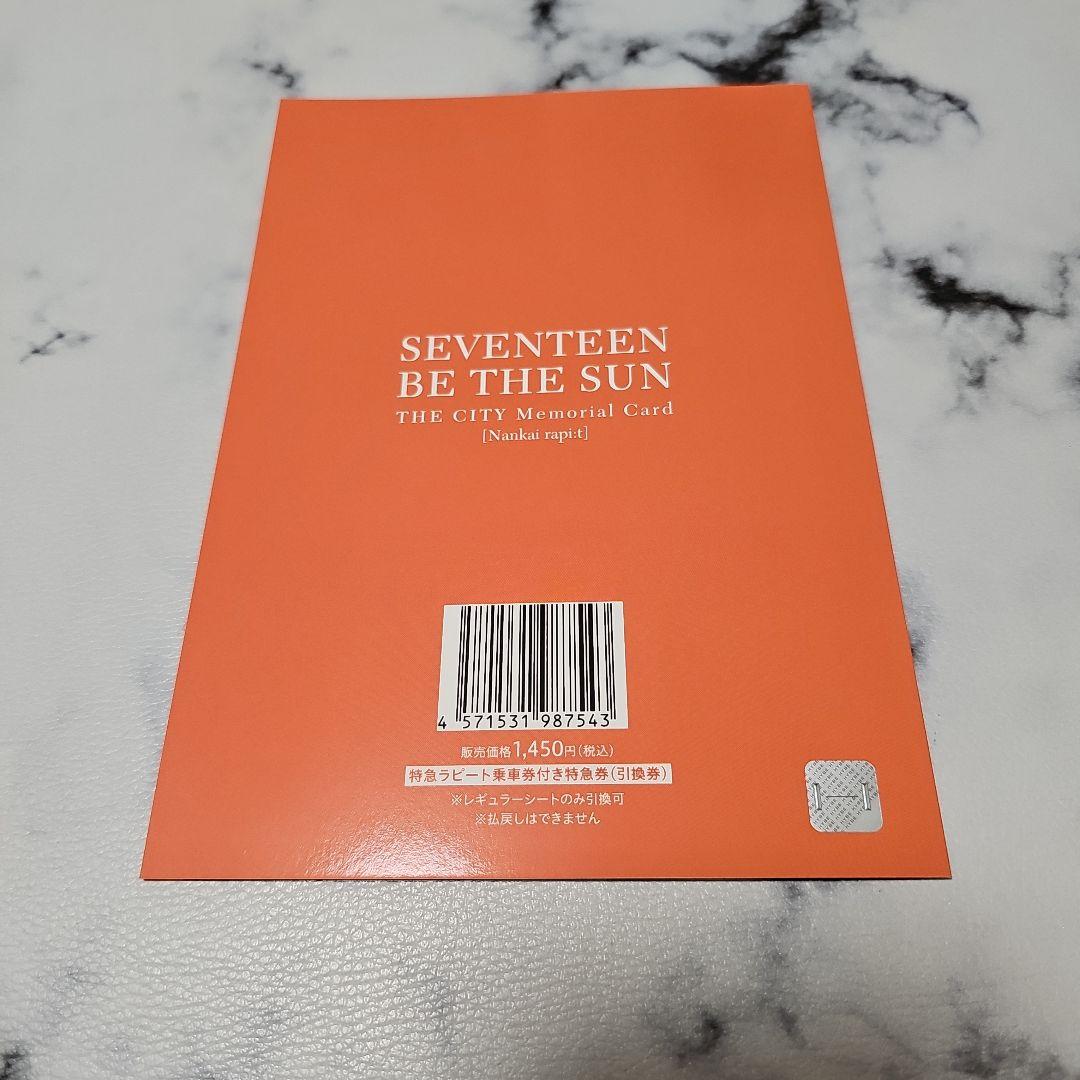 SEVENTEEN
BE THE SUN
THE CITY Memorial Card
[Nankai rapi:t]
4 571531 987543
販売価格1,450円(税込)
特急ラピート乗車券付き特急券(引換券)
※レギュラーシートのみ引換可
※払戻しはできません
HYBE